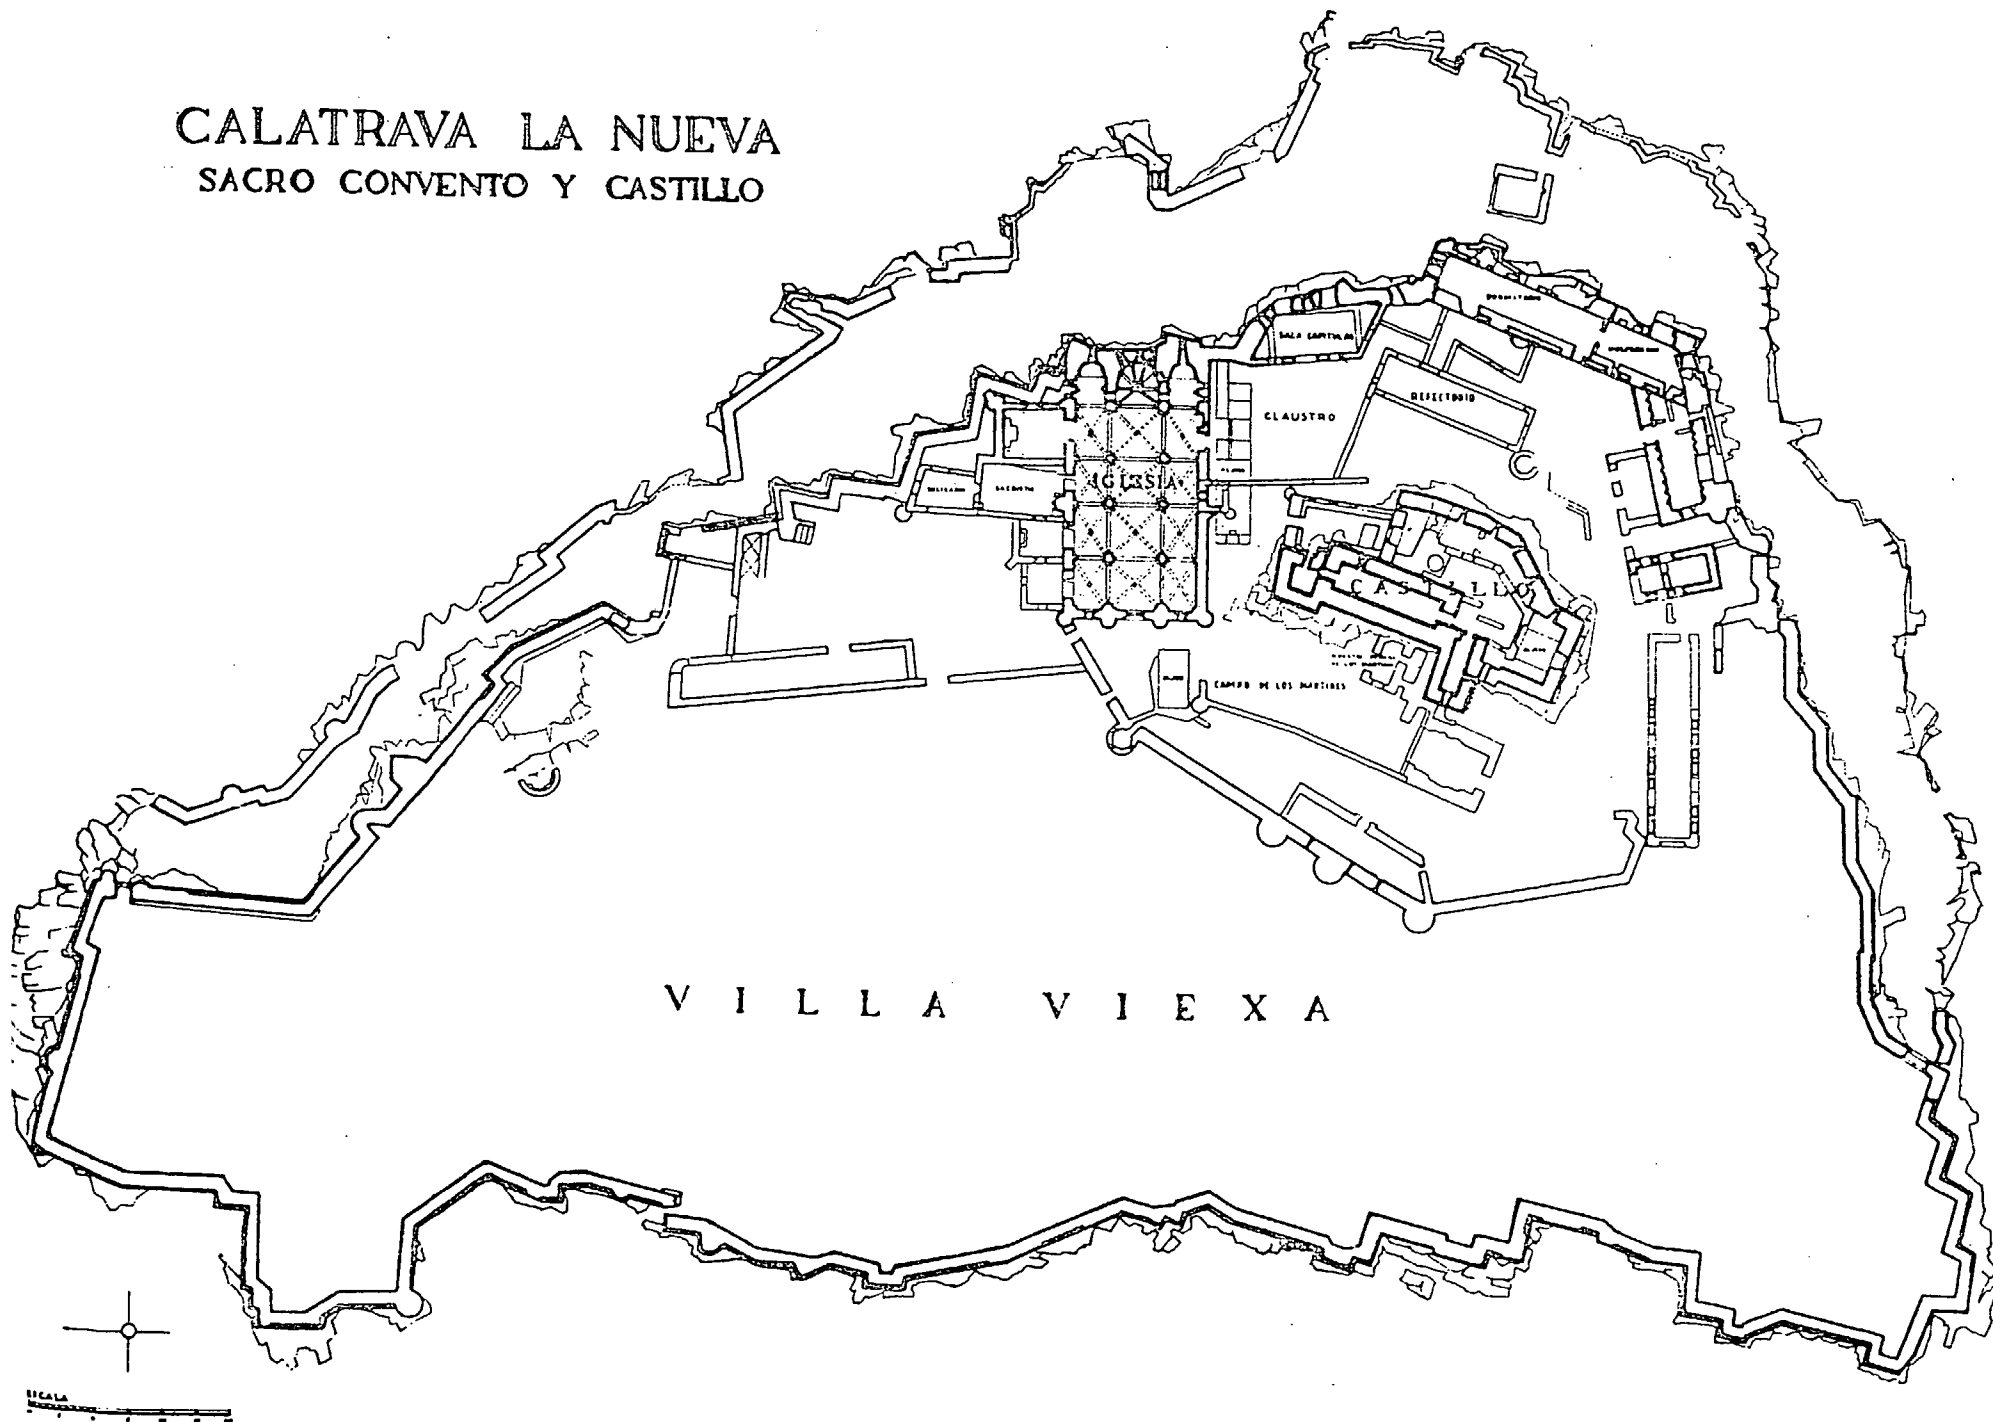 CALATRAVA LA NUEVA
SACRO CONVENTO Y CASTILLO
SALA CAPITULAR
CLAUSTRO
REFECTORIO
IGLESIA
CASTILLO
CAMPO DE LOS MARTIRES
VILLA VIEXA
ESCALA